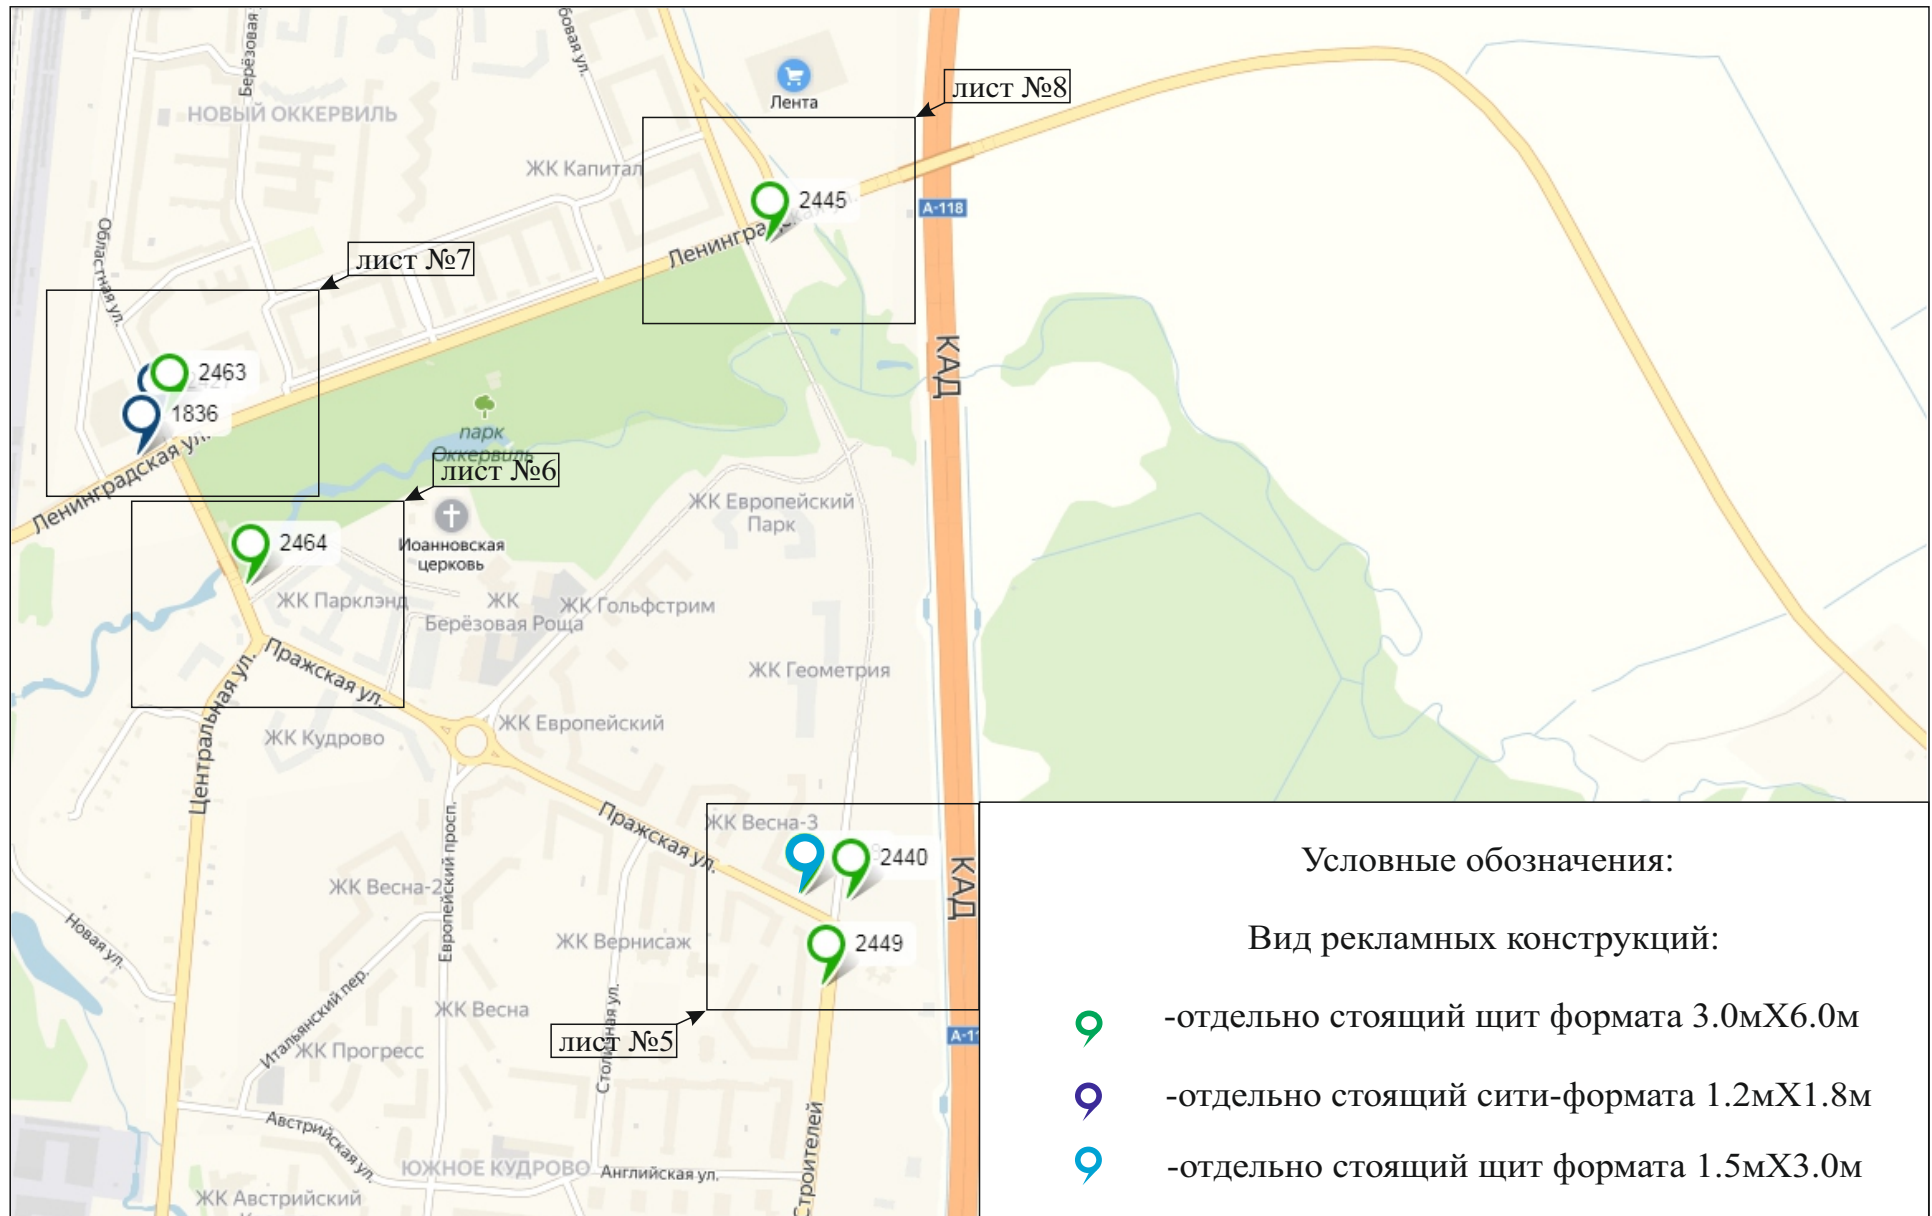 Берёзовая
бовая ул.
Лента
лист №8
НОВЫЙ ОККЕРВИЛЬ
ЖК Капитал
2445
А-118
Областная ул.
Ленинградская ул.
лист №7
КАД
2463
1836
парк
Оккервиль
Ленинградская ул.
лист №6
ЖК Европейский
Парк
2464
Иоанновская
церковь
ЖК Парклэнд
ЖК
Берёзовая Роща
ЖК Гольфстрим
Пражская ул.
Центральная ул.
ЖК Геометрия
ЖК Европейский
ЖК Кудрово
Пражская ул.
ЖК Весна-3
2440
КАД
ЖК Весна-2
Европейский просп.
Новая ул.
ЖК Вернисаж
2449
Итальянский пер.
ЖК Весна
Столичная ул.
лист №5
ЖК Прогресс
А-11
Австрийская ул.
ЮЖНОЕ КУДРОВО
Английская ул.
Строителей
ЖК Австрийский
Условные обозначения:
Вид рекламных конструкций:
-отдельно стоящий щит формата 3.0мХ6.0м
-отдельно стоящий сити-формата 1.2мХ1.8м
-отдельно стоящий щит формата 1.5мХ3.0м